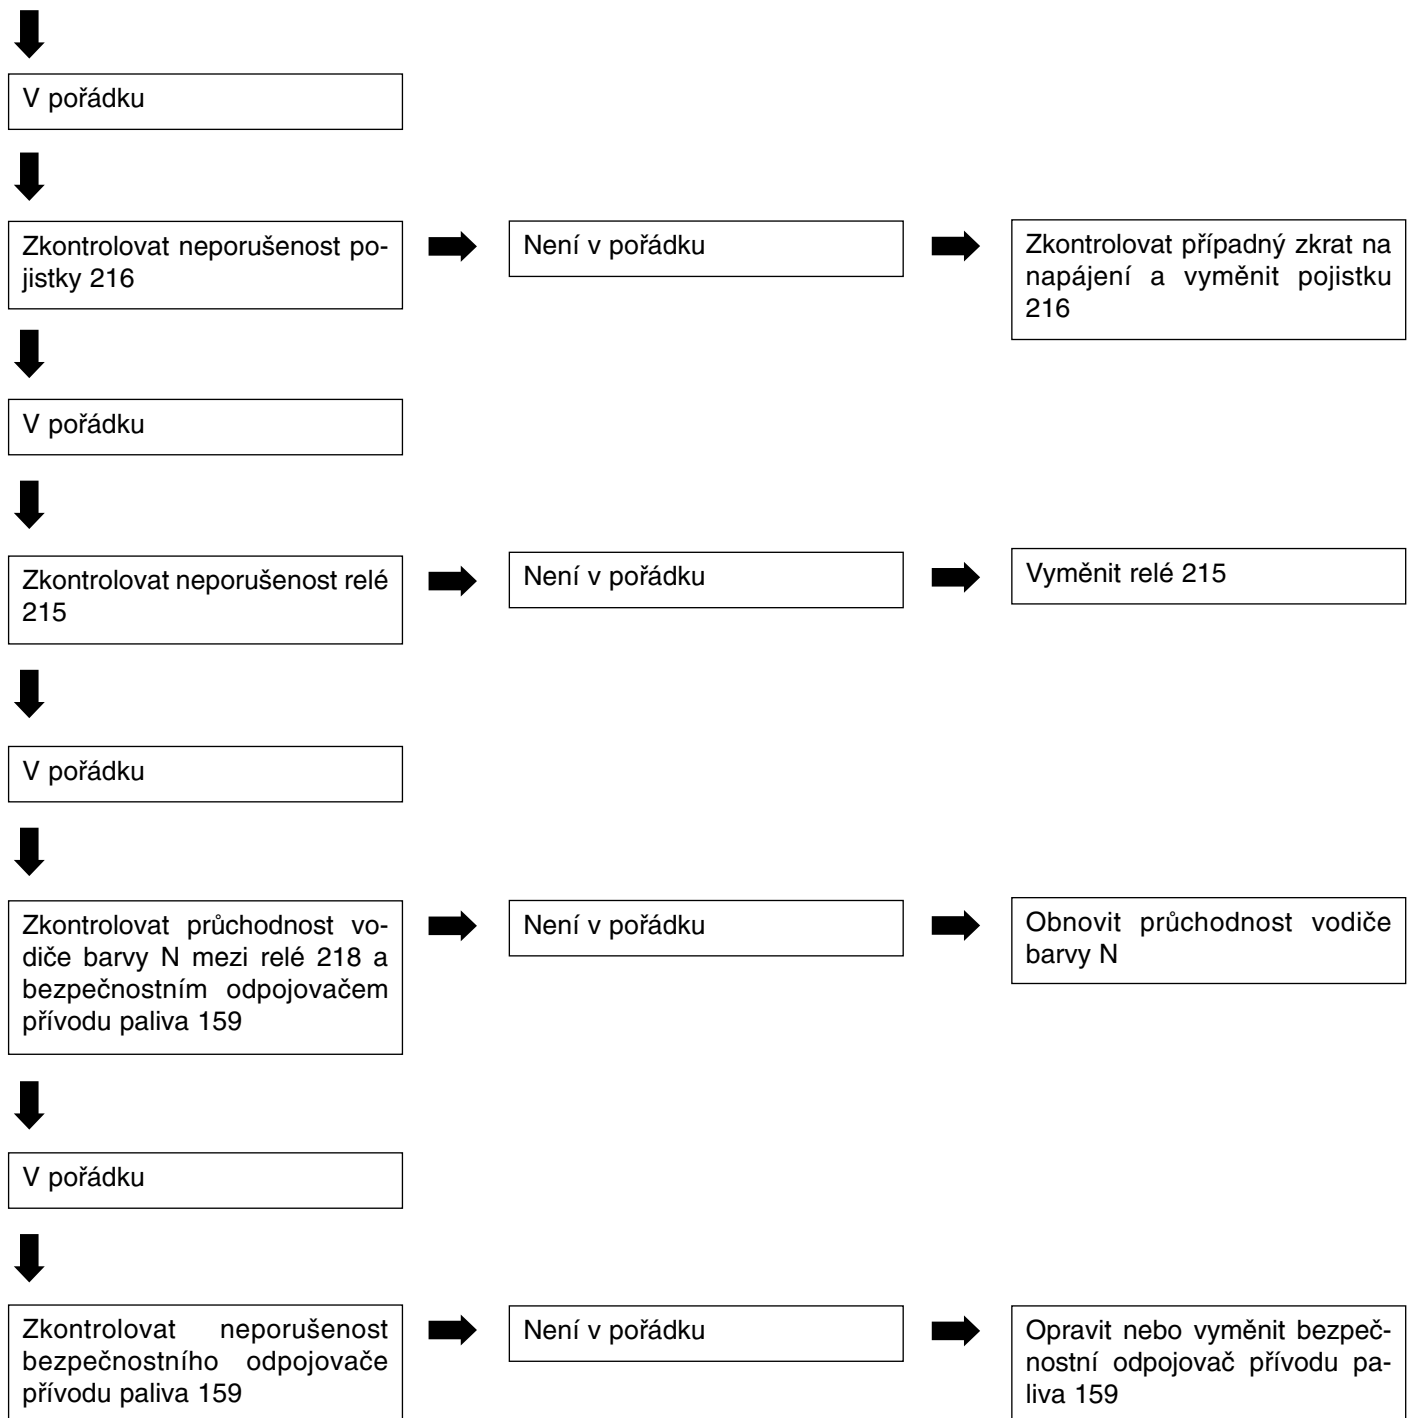 V pořádku
Zkontrolovat neporušenost po-
jistky 216
Není v pořádku
Zkontrolovat případný zkrat na
napájení a vyměnit pojistku
216
V pořádku
Zkontrolovat neporušenost relé
215
Není v pořádku
Vyměnit relé 215
V pořádku
Zkontrolovat průchodnost vo-
diče barvy N mezi relé 218 a
bezpečnostním odpojovačem
přívodu paliva 159
Není v pořádku
Obnovit průchodnost vodiče
barvy N
V pořádku
Zkontrolovat neporušenost
bezpečnostního odpojovače
přívodu paliva 159
Není v pořádku
Opravit nebo vyměnit bezpeč-
nostní odpojovač přívodu pa-
liva 159